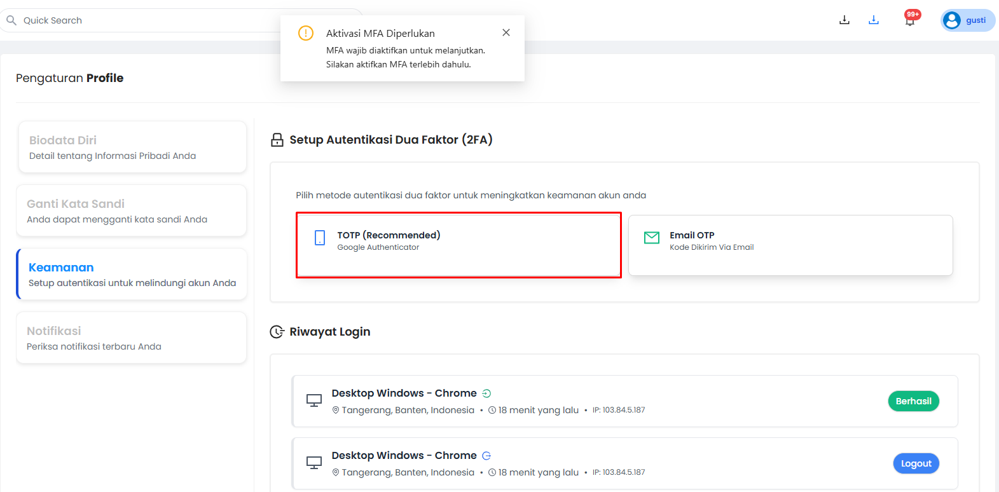 Quick Search
Aktivasi MFA Diperlukan
MFA wajib diaktifkan untuk melanjutkan.
Silakan aktifkan MFA terlebih dahulu.
99+
gusti
Pengaturan Profile
Biodata Diri
Detail tentang Informasi Pribadi Anda
Ganti Kata Sandi
Anda dapat mengganti kata sandi Anda
Keamanan
Setup autentikasi untuk melindungi akun Anda
Notifikasi
Periksa notifikasi terbaru Anda
Setup Autentikasi Dua Faktor (2FA)
Pilih metode autentikasi dua faktor untuk meningkatkan keamanan akun anda
TOTP (Recommended)
Google Authenticator
Email OTP
Kode Dikirim Via Email
Riwayat Login
Desktop Windows - Chrome
Tangerang, Banten, Indonesia • 18 menit yang lalu • IP: 103.84.5.187
Berhasil
Desktop Windows - Chrome
Tangerang, Banten, Indonesia • 18 menit yang lalu • IP: 103.84.5.187
Logout